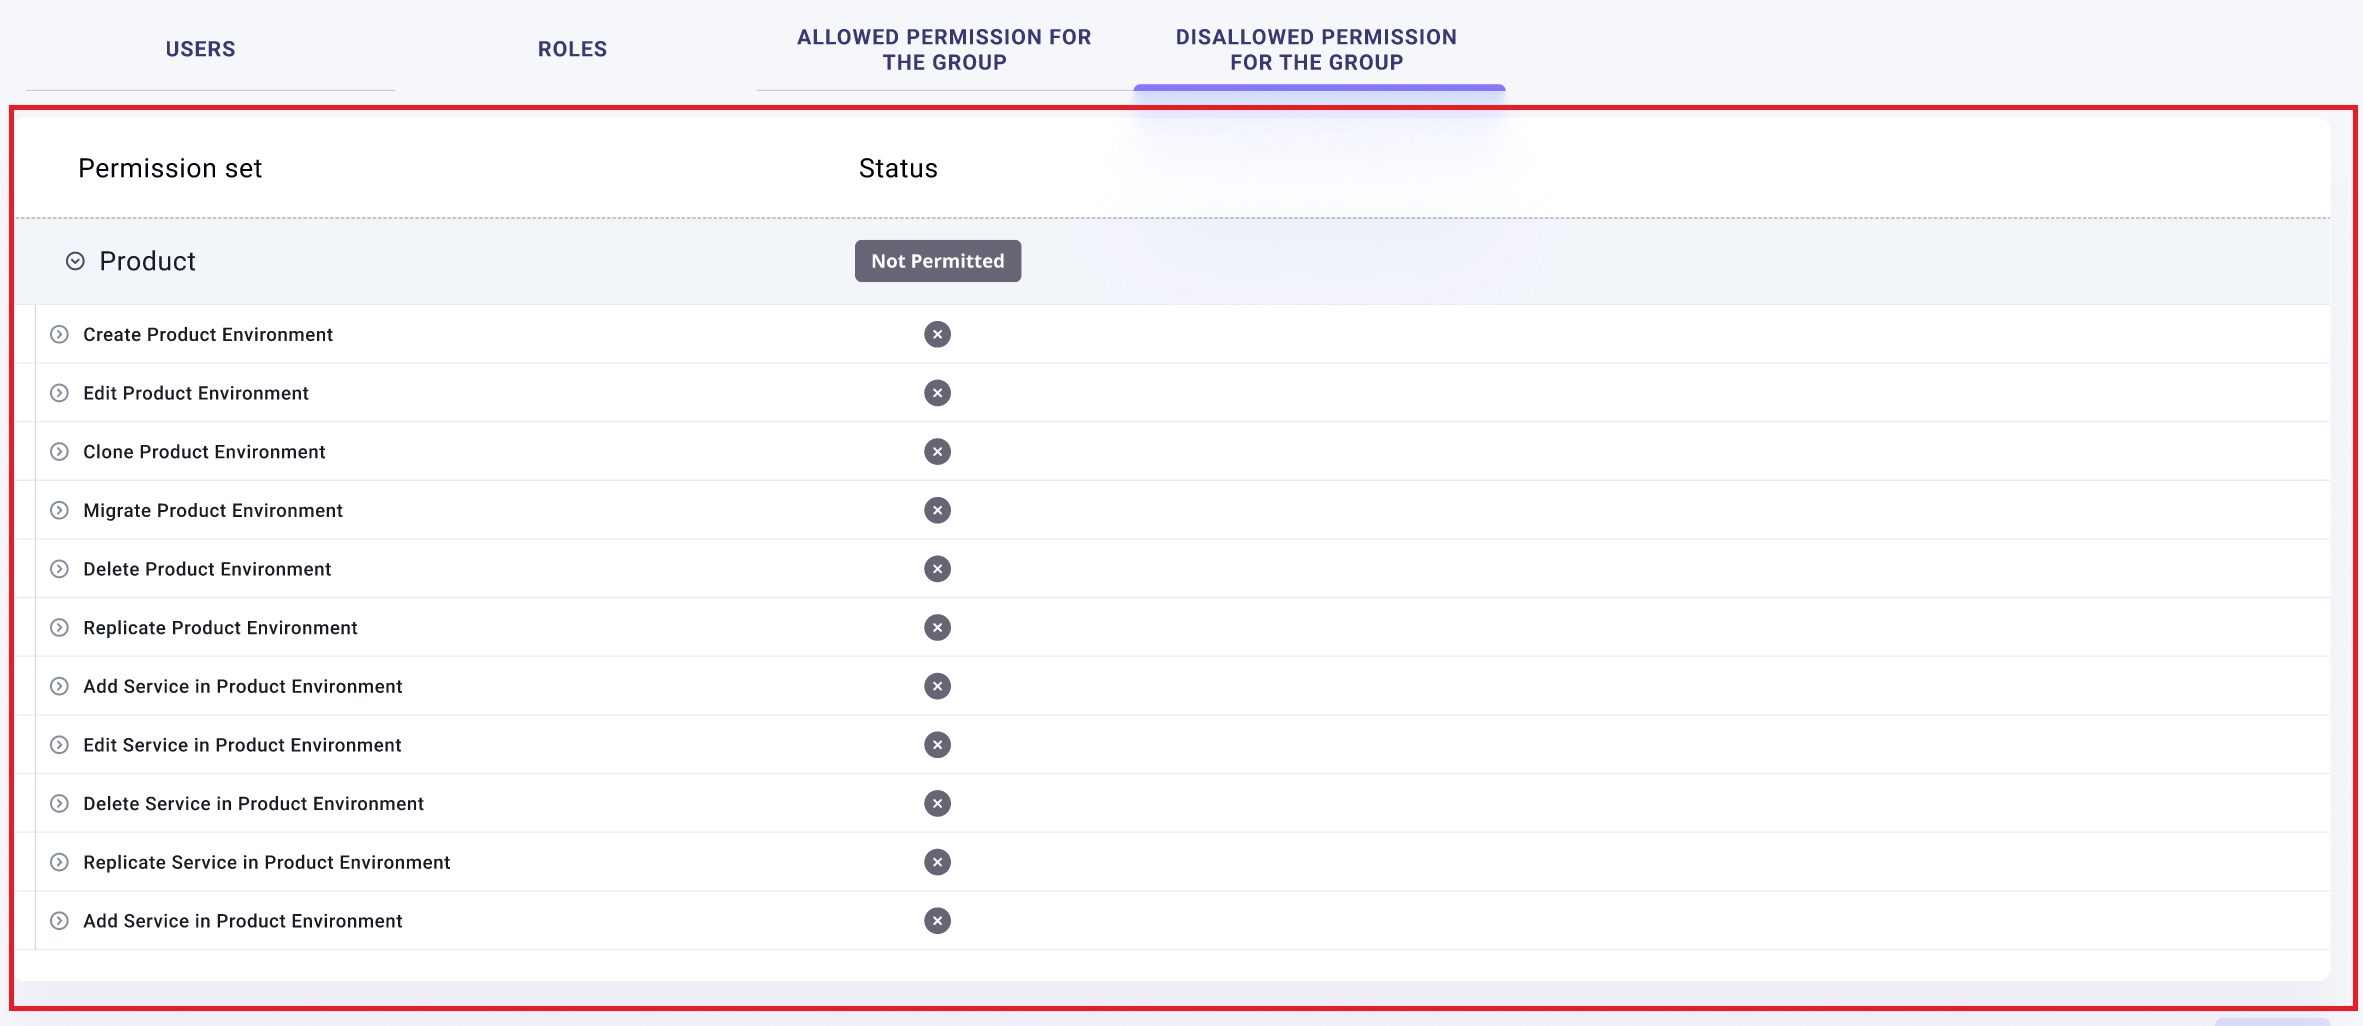 USERS
ROLES
ALLOWED PERMISSION FOR
THE GROUP
DISALLOWED PERMISSION
FOR THE GROUP
Permission set
Status
Product
Not Permitted
Create Product Environment
Edit Product Environment
Clone Product Environment
Migrate Product Environment
Delete Product Environment
Replicate Product Environment
Add Service in Product Environment
Edit Service in Product Environment
Delete Service in Product Environment
Replicate Service in Product Environment
Add Service in Product Environment